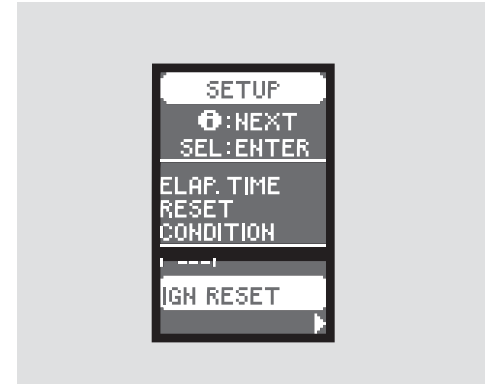 SETUP
i:NEXT
SEL:ENTER
ELAP. TIME
RESET
CONDITION
IGN RESET